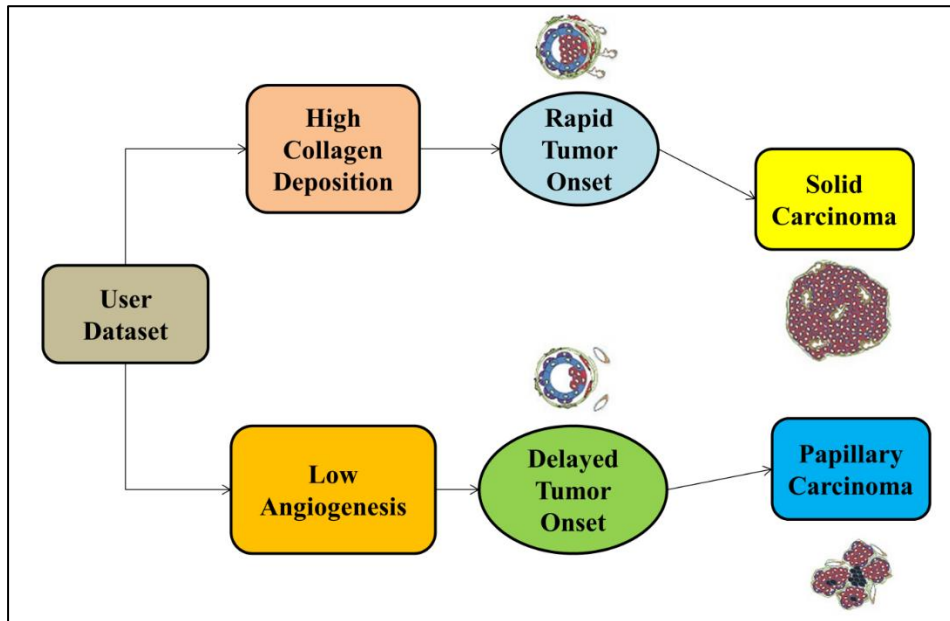 High
Collagen
Deposition
Rapid
Tumor
Onset
Solid
Carcinoma
User
Dataset
Low
Angiogenesis
Delayed
Tumor
Onset
Papillary
Carcinoma